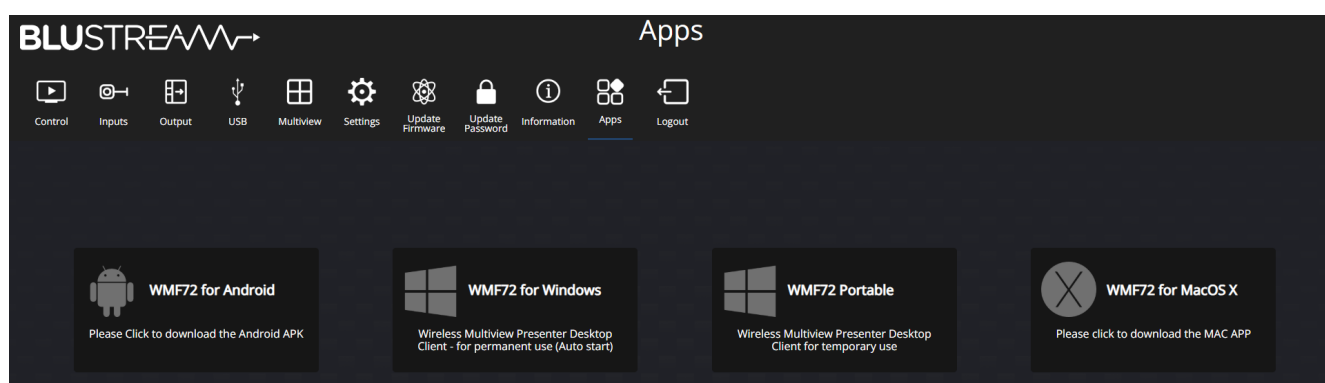 BLUSTREAM
Apps
Control
Inputs
Output
USB
Multiview
Settings
Update
Firmware
Update
Password
Information
Apps
Logout
WMF72 for Android
Please Click to download the Android APK
WMF72 for Windows
Wireless Multiview Presenter Desktop
Client - for permanent use (Auto start)
WMF72 Portable
Wireless Multiview Presenter Desktop
Client for temporary use
WMF72 for MacOS X
Please click to download the MAC APP